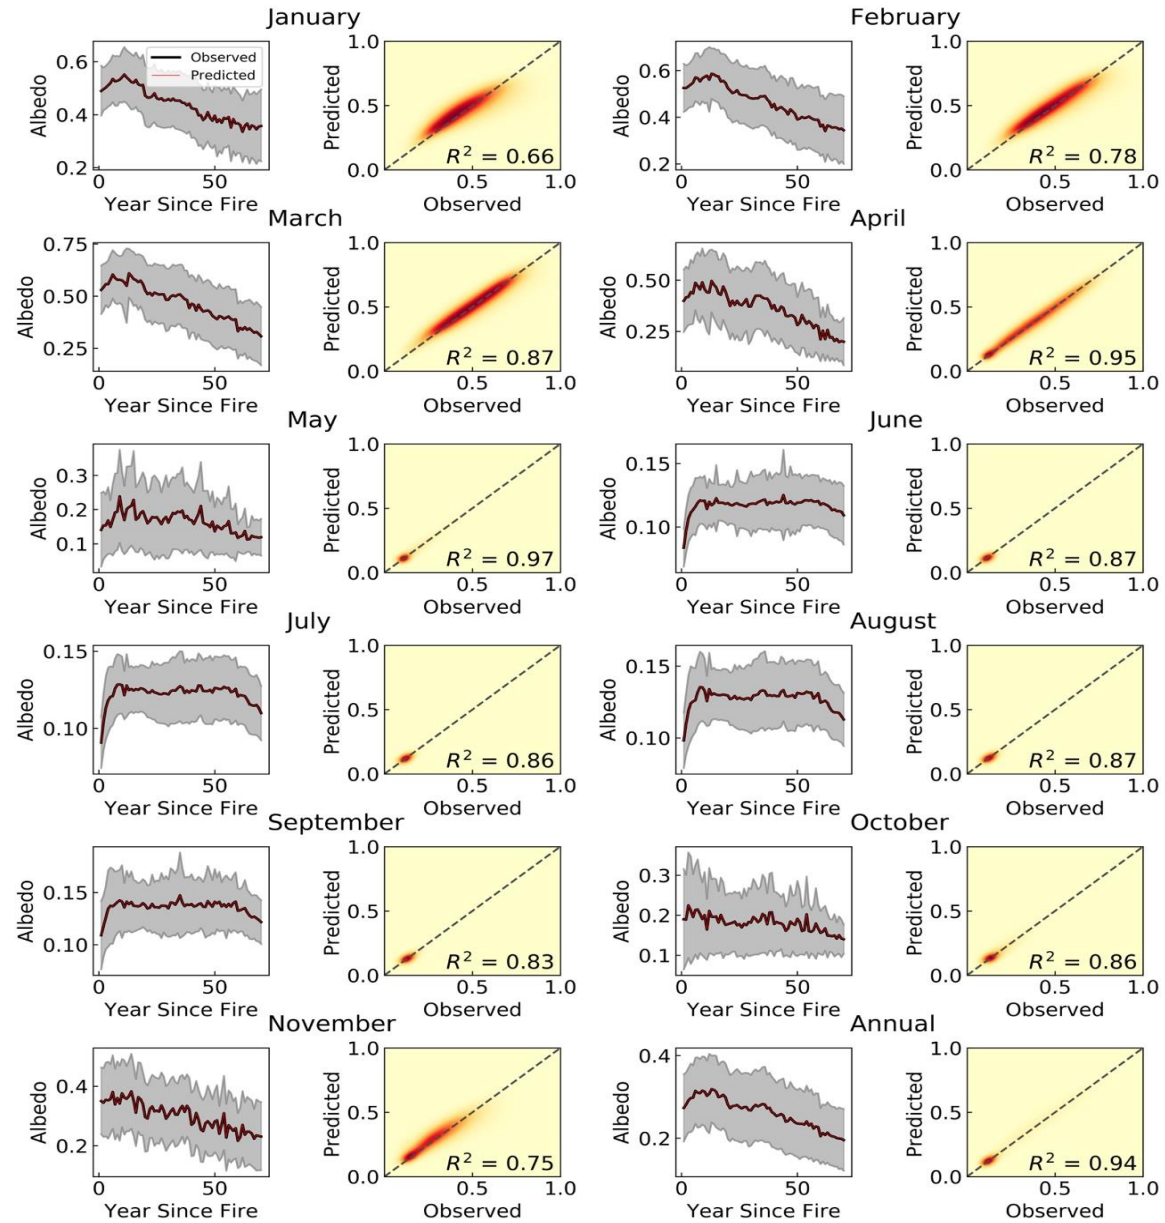 January
0.6
0.4
0.2
Albedo
Observed
Predicted
0
50
Year Since Fire
1.0
0.5
0.0
Predicted
R² = 0.66
0.5
1.0
Observed
February
0.6
0.4
0.2
Albedo
0
50
Year Since Fire
1.0
0.5
0.0
Predicted
R² = 0.78
0.5
1.0
Observed
March
0.75
0.50
0.25
Albedo
0
50
Year Since Fire
1.0
0.5
0.0
Predicted
R² = 0.87
0.5
1.0
Observed
April
0.50
0.25
Albedo
0
50
Year Since Fire
1.0
0.5
0.0
Predicted
R² = 0.95
0.5
1.0
Observed
May
0.3
0.2
0.1
Albedo
0
50
Year Since Fire
1.0
0.5
0.0
Predicted
R² = 0.97
0.5
1.0
Observed
June
0.15
0.10
Albedo
0
50
Year Since Fire
1.0
0.5
0.0
Predicted
R² = 0.87
0.5
1.0
Observed
July
0.15
0.10
Albedo
0
50
Year Since Fire
1.0
0.5
0.0
Predicted
R² = 0.86
0.5
1.0
Observed
August
0.15
0.10
Albedo
0
50
Year Since Fire
1.0
0.5
0.0
Predicted
R² = 0.87
0.5
1.0
Observed
September
0.15
0.10
Albedo
0
50
Year Since Fire
1.0
0.5
0.0
Predicted
R² = 0.83
0.5
1.0
Observed
October
0.3
0.2
0.1
Albedo
0
50
Year Since Fire
1.0
0.5
0.0
Predicted
R² = 0.86
0.5
1.0
Observed
November
0.4
0.2
Albedo
0
50
Year Since Fire
1.0
0.5
0.0
Predicted
R² = 0.75
0.5
1.0
Observed
Annual
0.4
0.2
Albedo
0
50
Year Since Fire
1.0
0.5
0.0
Predicted
R² = 0.94
0.5
1.0
Observed